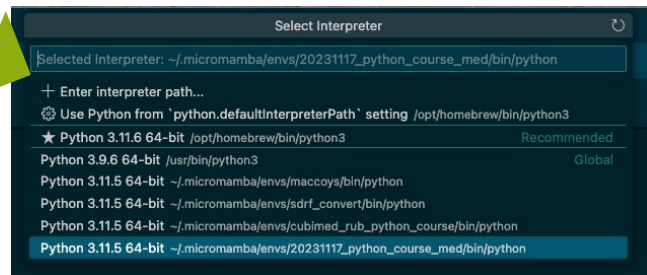 Select Interpreter
Selected Interpreter: ~/.micromamba/envs/20231117_python_course_med/bin/python
+ Enter interpreter path...
Use Python from `python.defaultInterpreterPath` setting /opt/homebrew/bin/python3
★ Python 3.11.6 64-bit /opt/homebrew/bin/python3 Recommended
Python 3.9.6 64-bit /usr/bin/python3 Global
Python 3.11.5 64-bit ~/.micromamba/envs/maccoys/bin/python
Python 3.11.5 64-bit ~/.micromamba/envs/sdrf_convert/bin/python
Python 3.11.5 64-bit ~/.micromamba/envs/cubimed_rub_python_course/bin/python
Python 3.11.5 64-bit ~/.micromamba/envs/20231117_python_course_med/bin/python